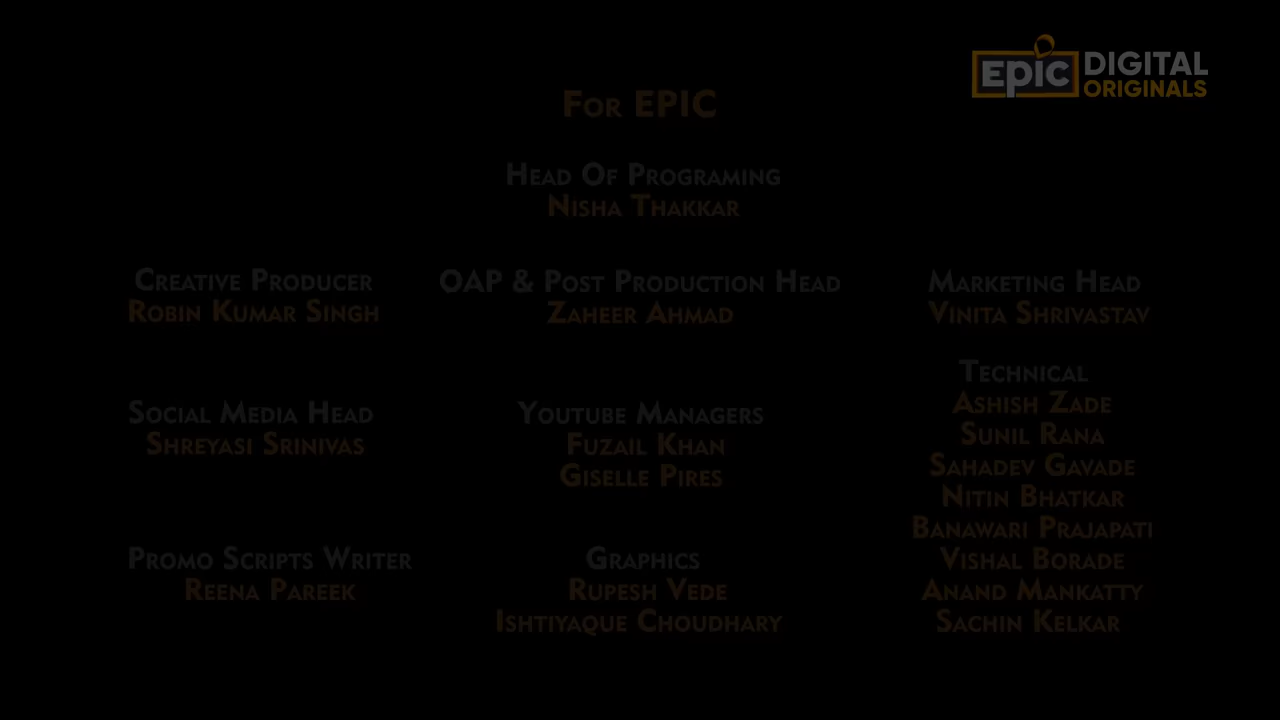 EPIC DIGITAL
ORIGINALS
FOR EPIC
HEAD OF PROGRAMING
NISHA THAKKAR
CREATIVE PRODUCER
ROBIN KUMAR SINGH
OAP & POST PRODUCTION HEAD
ZAHEER AHMAD
MARKETING HEAD
VINITA SHRIVASTAV
SOCIAL MEDIA HEAD
SHREYASI SRINIVAS
YOUTUBE MANAGERS
FUZAIL KHAN
GISELLE PIRES
TECHNICAL
ASHISH ZADE
SUNIL RANA
SAHADEV GAVADE
NITIN BHATKAR
BANAWARI PRAJAPATI
VISHAL BORADE
ANAND MANKATTY
SACHIN KELKAR
PROMO SCRIPTS WRITER
REENA PAREEK
GRAPHICS
RUPESH VEDE
ISHTIYAQUE CHOUDHARY